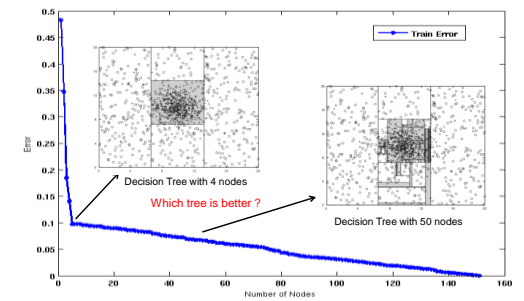 0.5
0.45
0.4
0.35
0.3
0.25
0.2
0.15
0.1
0.05
0
Error
Train Error
Decision Tree with 4 nodes
Which tree is better ?
Decision Tree with 50 nodes
0 20 40 60 80 100 120 140 160
Number of Nodes